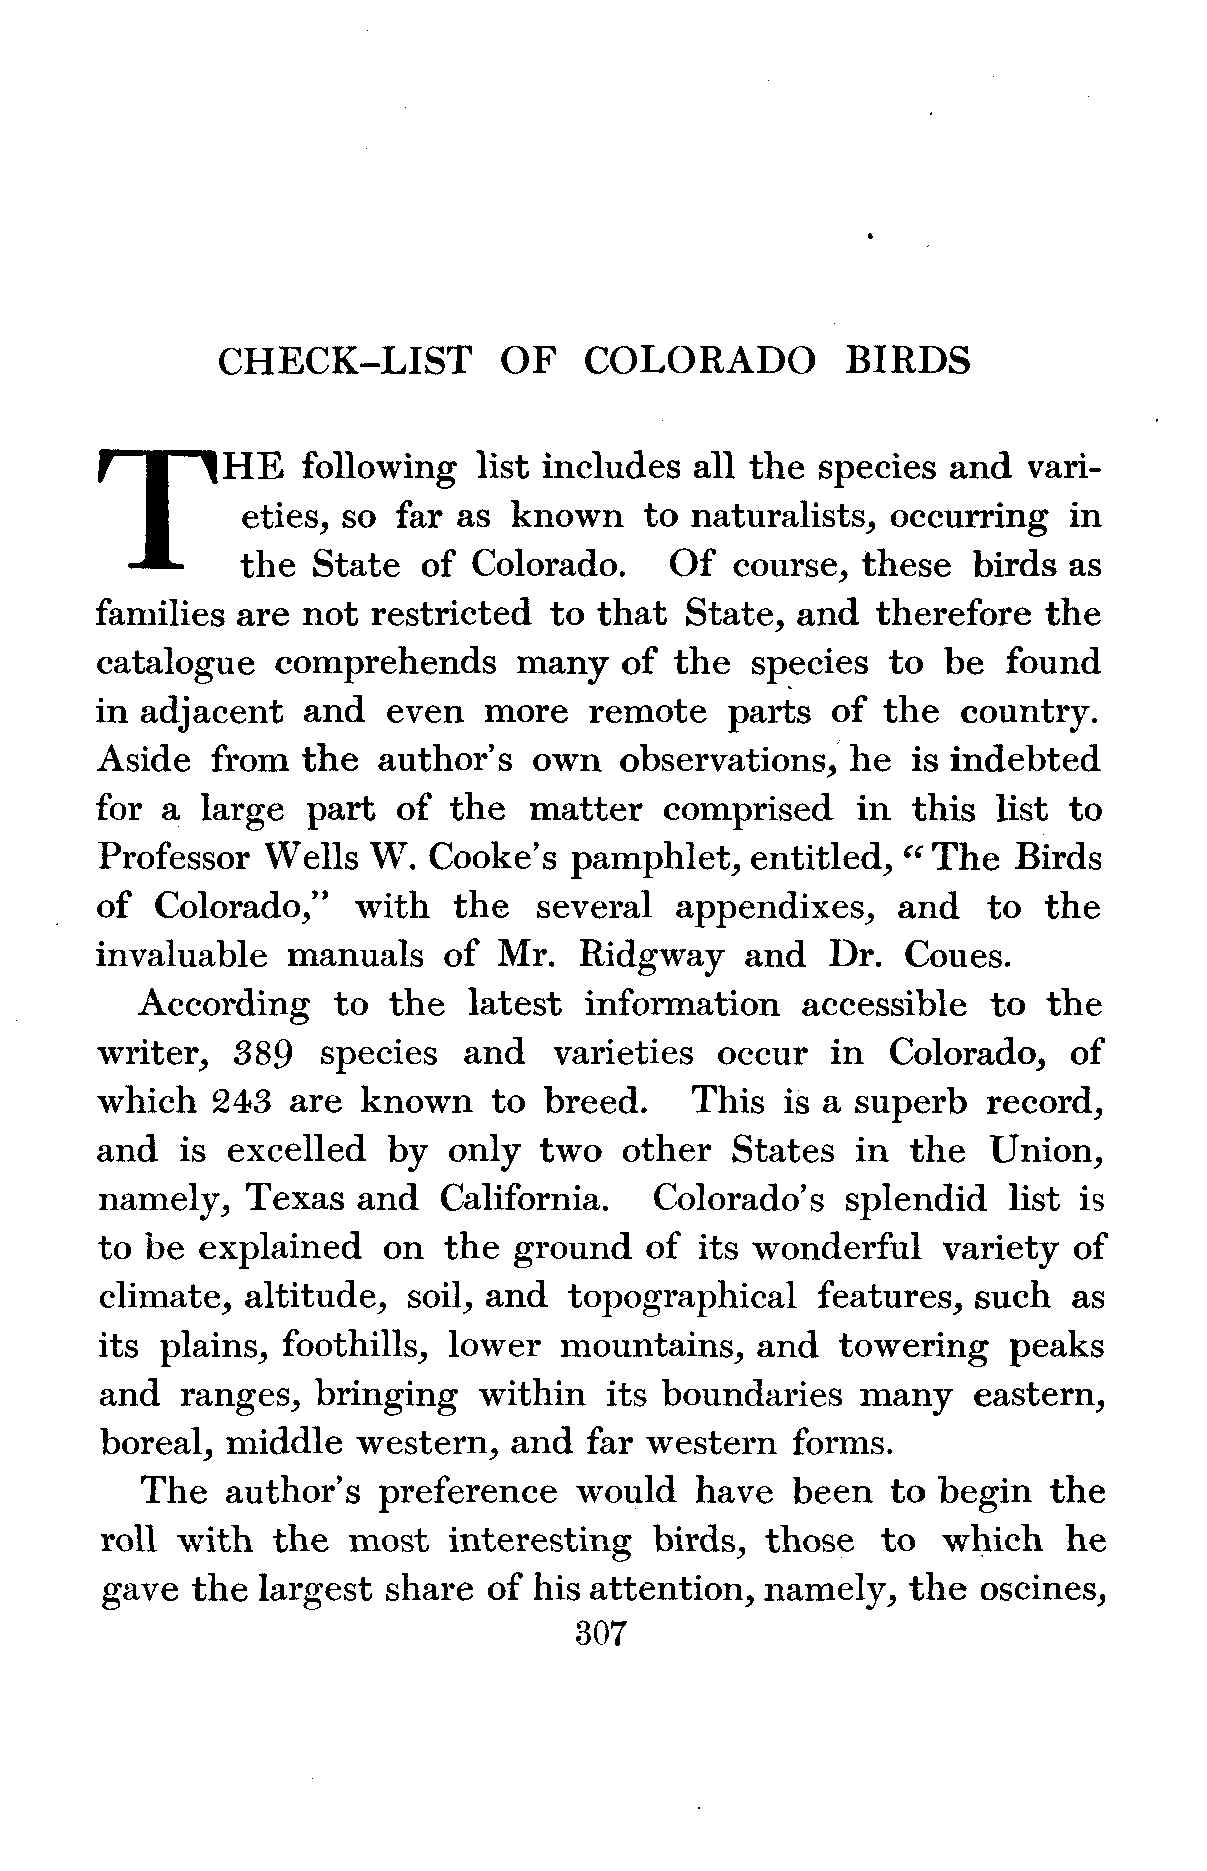 CHECK-LIST OF COLORADO BIRDS
THE following list includes all the species and vari-
eties, so far as known to naturalists, occurring in
the State of Colorado. Of course, these birds as
families are not restricted to that State, and therefore the
catalogue comprehends many of the species to be found
in adjacent and even more remote parts of the country.
Aside from the author's own observations, he is indebted
for a large part of the matter comprised in this list to
Professor Wells W. Cooke's pamphlet, entitled, "The Birds
of Colorado," with the several appendixes, and to the
invaluable manuals of Mr. Ridgway and Dr. Coues.
According to the latest information accessible to the
writer, 389 species and varieties occur in Colorado, of
which 243 are known to breed. This is a superb record,
and is excelled by only two other States in the Union,
namely, Texas and California. Colorado's splendid list is
to be explained on the ground of its wonderful variety of
climate, altitude, soil, and topographical features, such as
its plains, foothills, lower mountains, and towering peaks
and ranges, bringing within its boundaries many eastern,
boreal, middle western, and far western forms.
The author's preference would have been to begin the
roll with the most interesting birds, those to which he
gave the largest share of his attention, namely, the oscines,
307